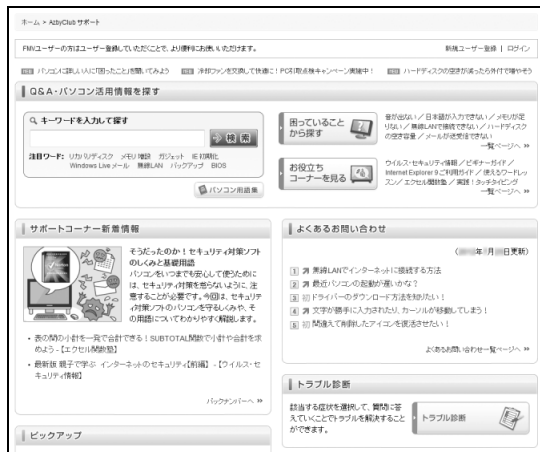 ホーム > AzbyClub サポート
FMVユーザーの方はユーザー登録していただくことで、より便利にお使いいただけます。
新規ユーザー登録 | ログイン
パソコンに詳しい人に「困ったこと」を聞いてみよう
冷却ファンを交換して快適に！PC引取点検キャンペーン実施中！
ハードディスクの空きが減ったら外付で増やそう
Q&A・パソコン活用情報を探す
キーワードを入力して探す
検索
注目ワード: リカバリディスク メモリ増設 ガジェット IE 初期化
Windows Live メール 無線LAN バックアップ BIOS
パソコン用語集
困っていること
から探す
音が出ない／日本語が入力できない／メモリが足
りない／無線LANで接続できない／ハードディスク
の空き容量／メールが送受信できない
一覧ページへ »
お役立ち
コーナーを見る
ウイルス・セキュリティ情報／ビギナーガイド／
Internet Explorer 9ご利用ガイド／使えるワードレッ
スン／エクセル関数塾／実践！タッチタイピング
一覧ページへ »
サポートコーナー新着情報
そうだったのか！セキュリティ対策ソフト
のしくみと基礎用語
パソコンをいつまでも安心して使うために
は、セキュリティ対策を怠らないように、注
意することが必要です。今回は、セキュリテ
ィ対策ソフトのパソコンを守るしくみや、そ
の用語についてわかりやすく解説します。
・ 表の間の小計を一発で合計できる！SUBTOTAL関数で小計や合計を求
めよう -【エクセル関数塾】
・ 最新版 親子で学ぶ インターネットのセキュリティ【前編】 -【ウイルス・セ
キュリティ情報】
バックナンバーへ »
ピックアップ
よくあるお問い合わせ
年 月 日更新）
1 無線LANでインターネットに接続する方法
2 最近パソコンの起動が遅いかな？
3 ドライバーのダウンロード方法を知りたい！
4 文字が勝手に入力されたり、カーソルが移動してしまう！
5 間違えて削除したアイコンを復活させたい！
よくあるお問い合わせ一覧ページへ »
トラブル診断
該当する症状を選択して、質問に答
えていくことでトラブルを解決すること
ができます。
トラブル診断